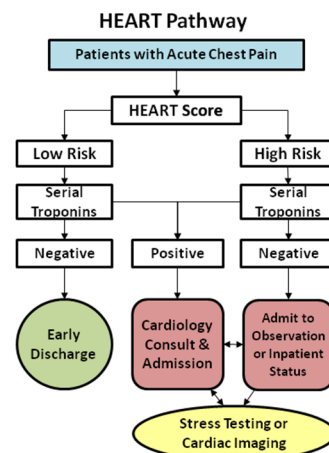 HEART Pathway
Patients with Acute Chest Pain
HEART Score
Low Risk
High Risk
Serial
Troponins
Serial
Troponins
Negative
Positive
Negative
Early
Discharge
Cardiology
Consult &
Admission
Admit to
Observation
or Inpatient
Status
Stress Testing or
Cardiac Imaging